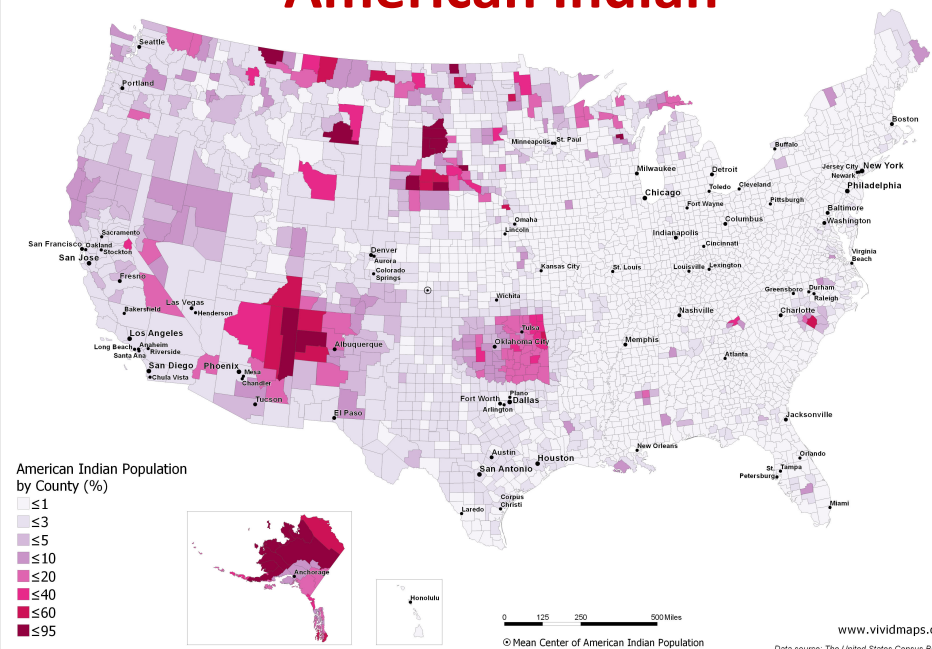 American Indian
Seattle
Portland
Minneapolis
St. Paul
Boston
Buffalo
Milwaukee
Detroit
Jersey City
New York
Newark
Chicago
Toledo
Cleveland
Philadelphia
Fort Wayne
Pittsburgh
Omaha
Baltimore
Lincoln
Columbus
Washington
Indianapolis
Sacramento
San Francisco
Oakland
Stockton
Cincinnati
San Jose
Denver
Aurora
Virginia
Beach
Colorado
Springs
Kansas City
St. Louis
Louisville
Lexington
Fresno
Greensboro
Durham
Raleigh
Las Vegas
Wichita
Bakersfield
Henderson
Nashville
Charlotte
Tulsa
Los Angeles
Oklahoma City
Memphis
Albuquerque
Long Beach
Anaheim
Riverside
Santa Ana
Atlanta
San Diego
Phoenix
Mesa
Chula Vista
Chandler
Plano
Fort Worth
Dallas
Tucson
Arlington
El Paso
Jacksonville
New Orleans
Austin
Houston
Orlando
San Antonio
St.
Petersburg
Tampa
Corpus
Christi
Laredo
Miami
American Indian Population
by County (%)
≤1
≤3
≤5
≤10
≤20
≤40
≤60
≤95
Anchorage
Honolulu
0 125 250 500 Miles
Mean Center of American Indian Population
www.vividmaps.c
Data source: The United States Census B